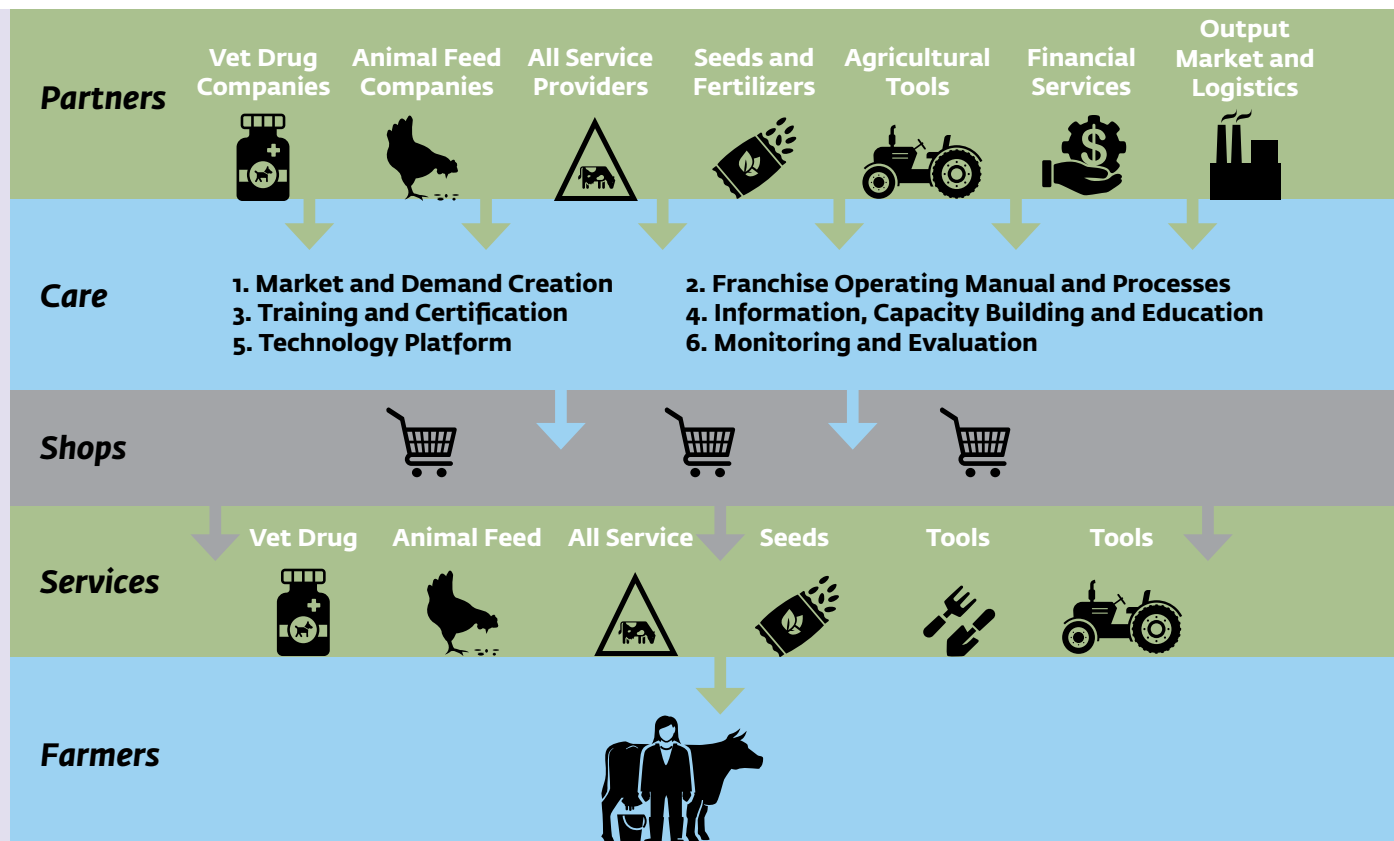 Partners
Vet Drug
Companies
Animal Feed
Companies
All Service
Providers
Seeds and
Fertilizers
Agricultural
Tools
Financial
Services
Output
Market and
Logistics
$
Care
1. Market and Demand Creation
2. Franchise Operating Manual and Processes
3. Training and Certification
4. Information, Capacity Building and Education
5. Technology Platform
6. Monitoring and Evaluation
Shops
Services
Vet Drug
Animal Feed
All Service
Seeds
Tools
Tools
Farmers